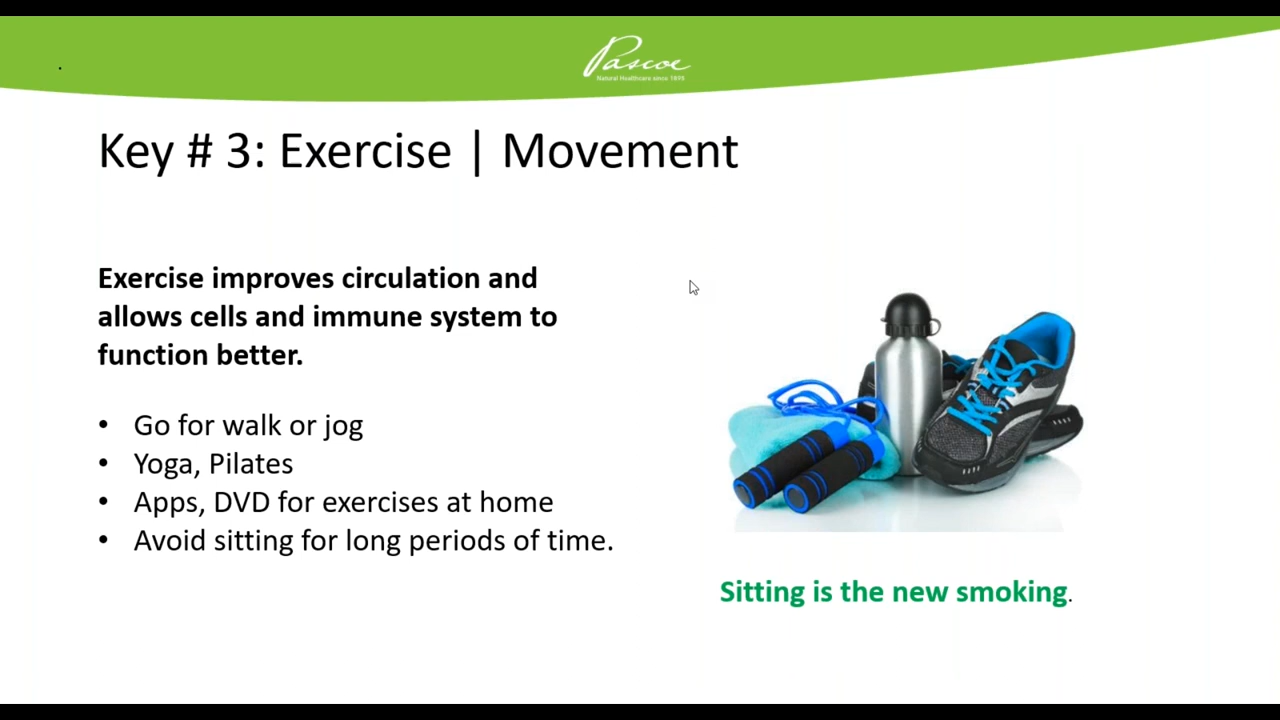 Pascoe
Natural Healthcare since 1895
.
Key # 3: Exercise | Movement
Exercise improves circulation and
allows cells and immune system to
function better.
• Go for walk or jog
• Yoga, Pilates
• Apps, DVD for exercises at home
• Avoid sitting for long periods of time.
Sitting is the new smoking.